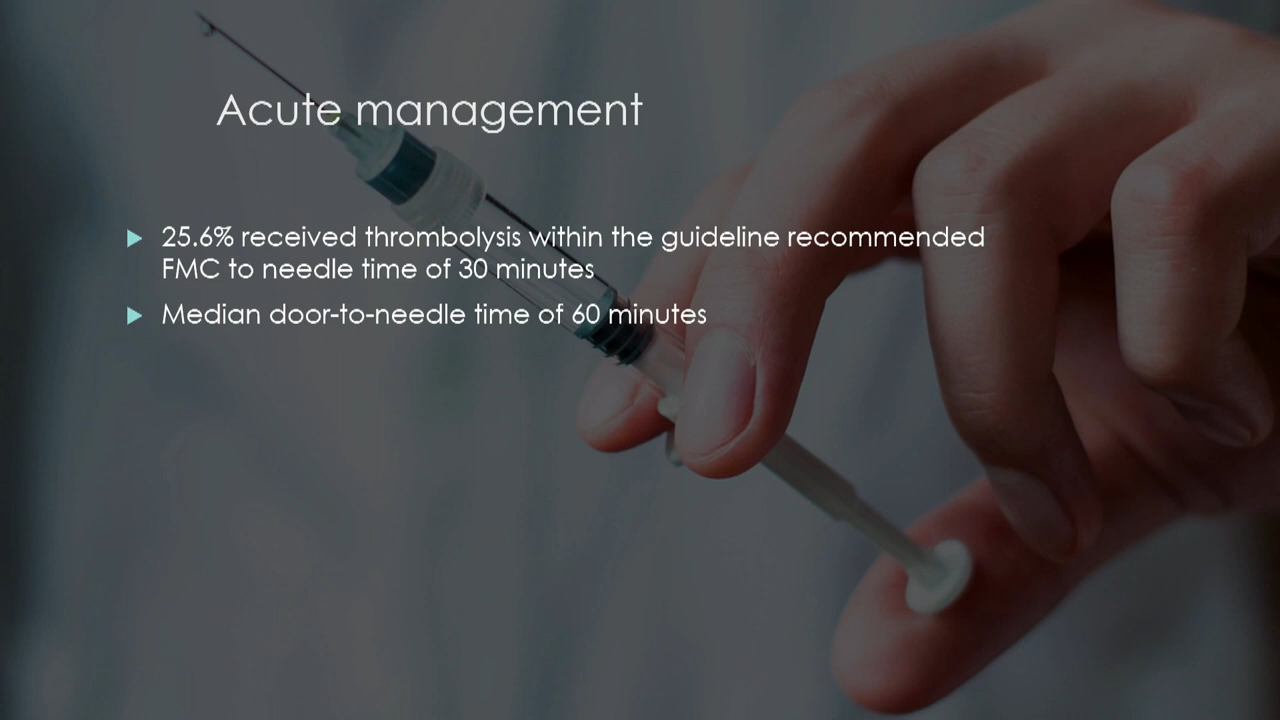 Acute management
25.6% received thrombolysis within the guideline recommended
FMC to needle time of 30 minutes
Median door-to-needle time of 60 minutes